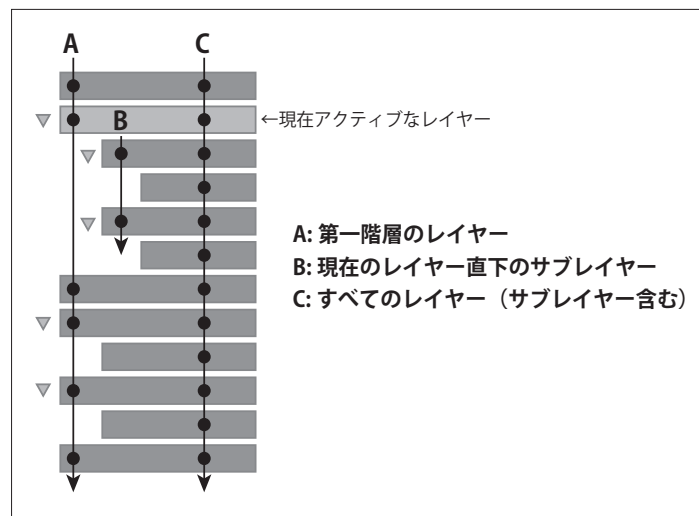 A
C
B
←現在アクティブなレイヤー
A: 第一階層のレイヤー
B: 現在のレイヤー直下のサブレイヤー
C: すべてのレイヤー（サブレイヤー含む）